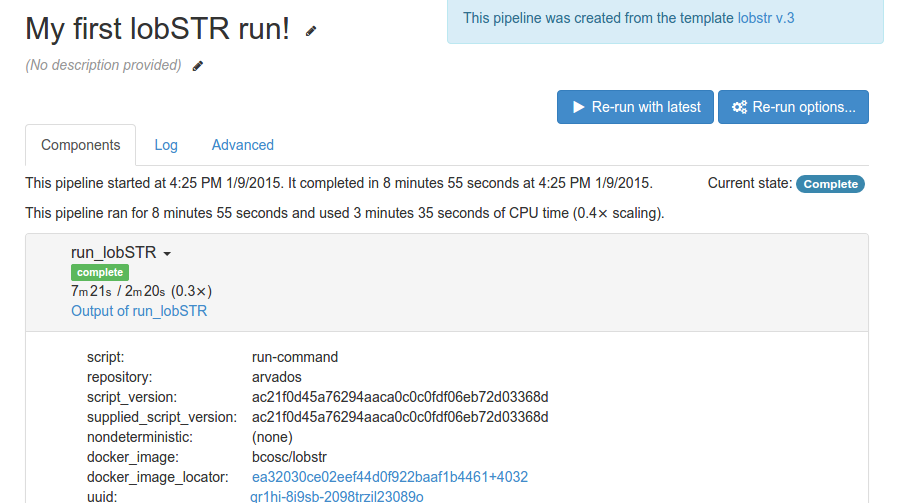 My first lobSTR run!
This pipeline was created from the template lobstr v.3
(No description provided)
Re-run with latest
Re-run options...
Components
Log
Advanced
This pipeline started at 4:25 PM 1/9/2015. It completed in 8 minutes 55 seconds at 4:25 PM 1/9/2015.
Current state: Complete
This pipeline ran for 8 minutes 55 seconds and used 3 minutes 35 seconds of CPU time (0.4× scaling).
run_lobSTR
complete
7m21s / 2m20s (0.3×)
Output of run_lobSTR
script: run-command
repository: arvados
script_version: ac21f0d45a76294aaca0c0c0fdf06eb72d03368d
supplied_script_version: ac21f0d45a76294aaca0c0c0fdf06eb72d03368d
nondeterministic: (none)
docker_image: bcosc/lobstr
docker_image_locator: ea32030ce02eef44d0f922baaf1b4461+4032
uuid: qr1hi-8i9sb-2098trzil23089o